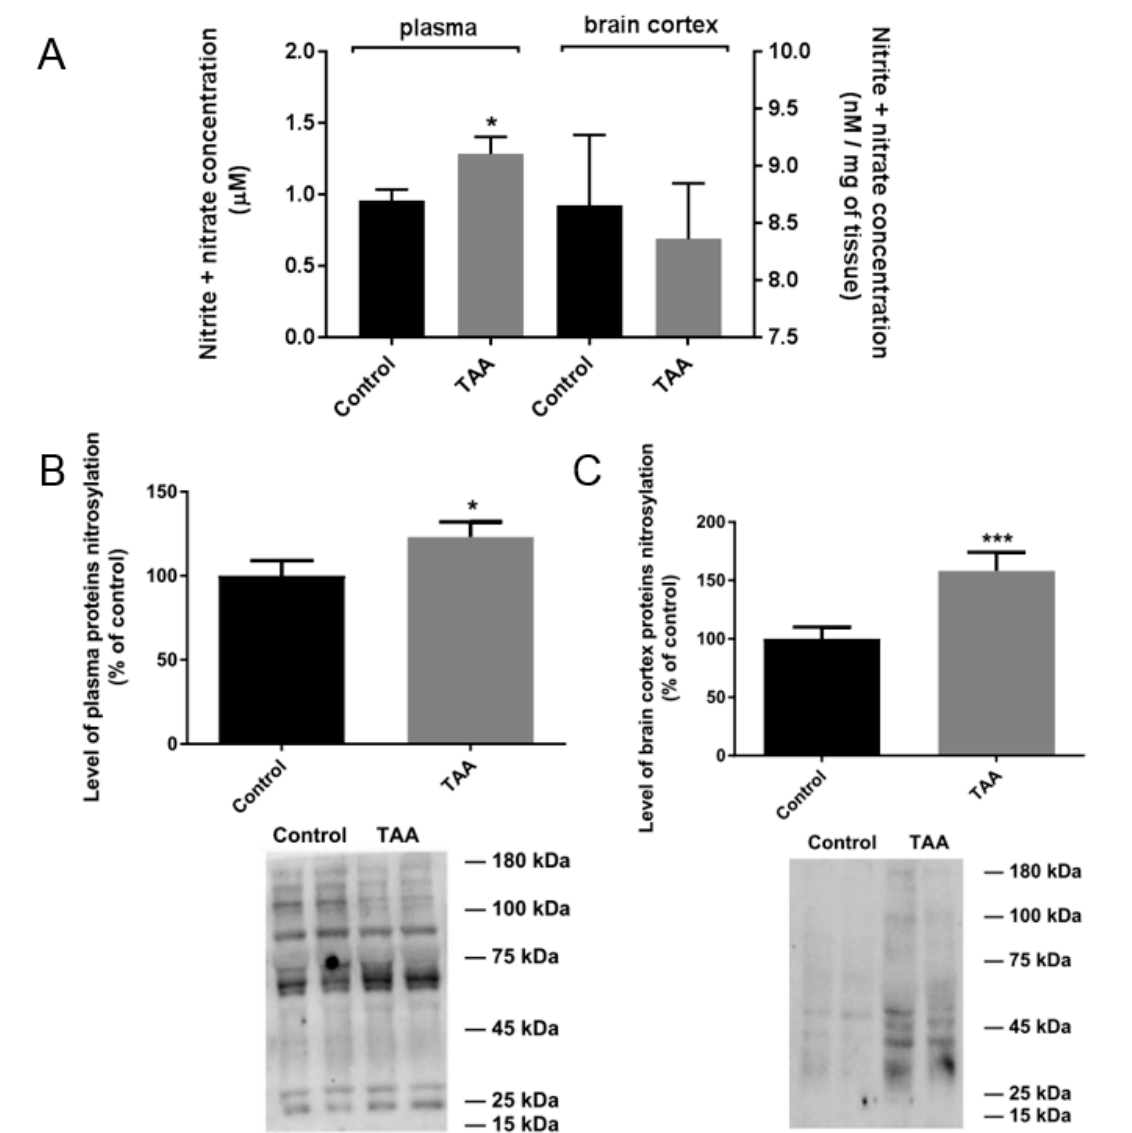 A
plasma
brain cortex
Nitrite + nitrate concentration
(μM)
2.0
1.5
1.0
0.5
0.0
*
10.0
9.5
9.0
8.5
8.0
7.5
Nitrite + nitrate concentration
(nM / mg of tissue)
Control
TAA
Control
TAA
B
Level of plasma proteins nitrosylation
(% of control)
150
100
50
0
*
Control
TAA
Control TAA
180 kDa
100 kDa
75 kDa
45 kDa
25 kDa
15 kDa
C
Level of brain cortex proteins nitrosylation
(% of control)
200
150
100
50
0
***
Control
TAA
Control TAA
180 kDa
100 kDa
75 kDa
45 kDa
25 kDa
15 kDa